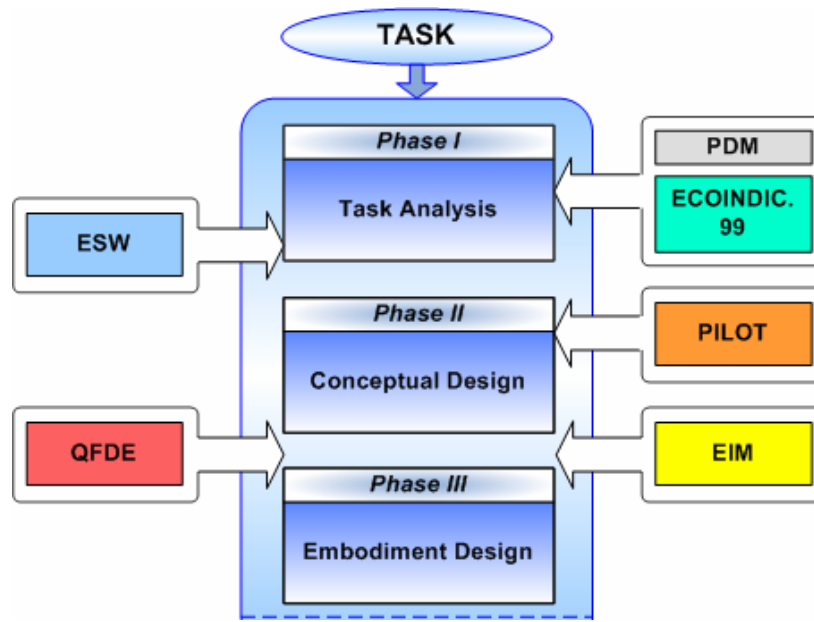 TASK
Phase I
Task Analysis
PDM
ECOINDIC.
99
ESW
Phase II
Conceptual Design
PILOT
QFDE
EIM
Phase III
Embodiment Design